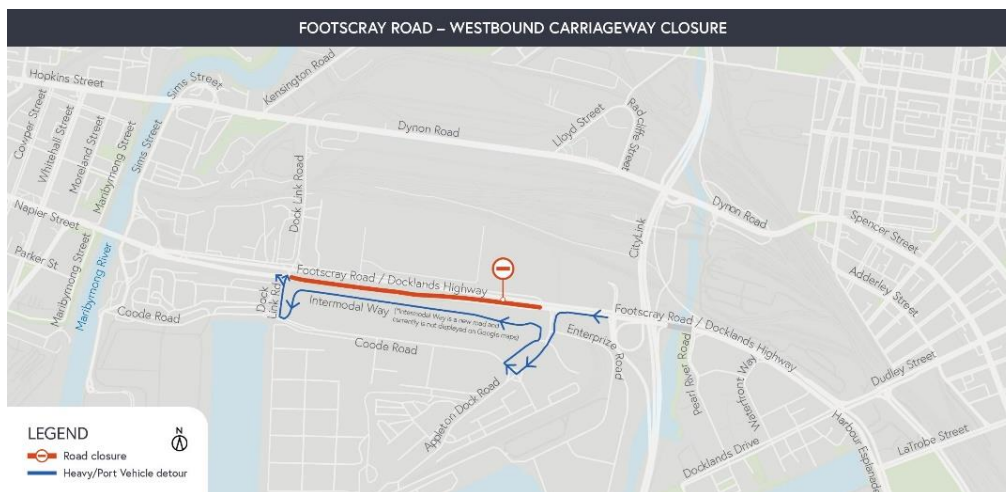 FOOTSCRAY ROAD – WESTBOUND CARRIAGEWAY CLOSURE
Hopkins Street
Sims Street
Kensington Road
Cowper Street
Whitehall Street
Moreland Street
Maribyrnong Street
Sims Street
Dynon Road
Lloyd Street
Radcliffe Street
Dock Link Road
Napier Street
CityLink
Dynon Road
Spencer Street
Parker St
Maribyrnong Street
Maribyrnong River
Adderley Street
Footscray Road / Docklands Highway
Dock
Link Rd
Intermodal Way
(*Intermodal Way is a new road and
currently is not displayed on Google maps)
Coode Road
Coode Road
Enterprize Road
Footscray Road / Docklands Highway
Appleton Dock Road
Pearl River Road
Waterfront Way
Dudley Street
Docklands Drive
Harbour Esplanade
LaTrobe Street
LEGEND
N
Road closure
Heavy/Port Vehicle detour